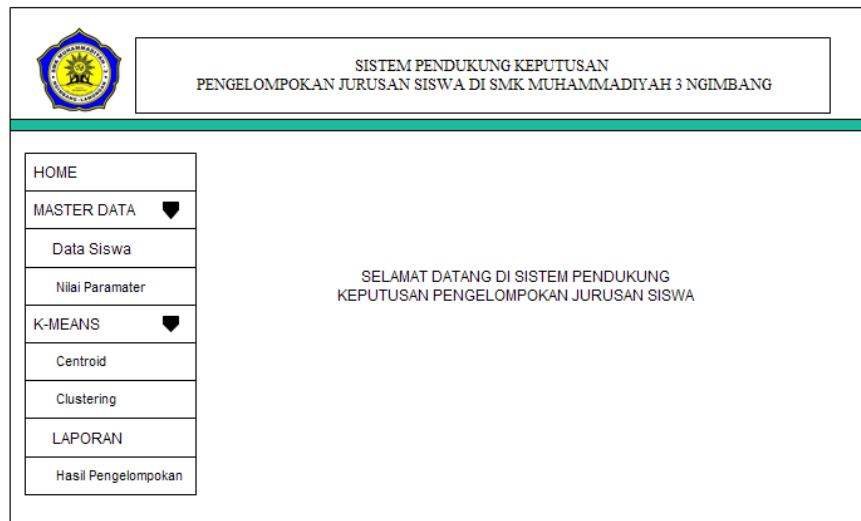 SISTEM PENDUKUNG KEPUTUSAN
PENGELOMPOKAN JURUSAN SISWA DI SMK MUHAMMADIYAH 3 NGIMBANG
HOME
MASTER DATA
Data Siswa
Nilai Paramater
K-MEANS
Centroid
Clustering
LAPORAN
Hasil Pengelompokan
SELAMAT DATANG DI SISTEM PENDUKUNG
KEPUTUSAN PENGELOMPOKAN JURUSAN SISWA